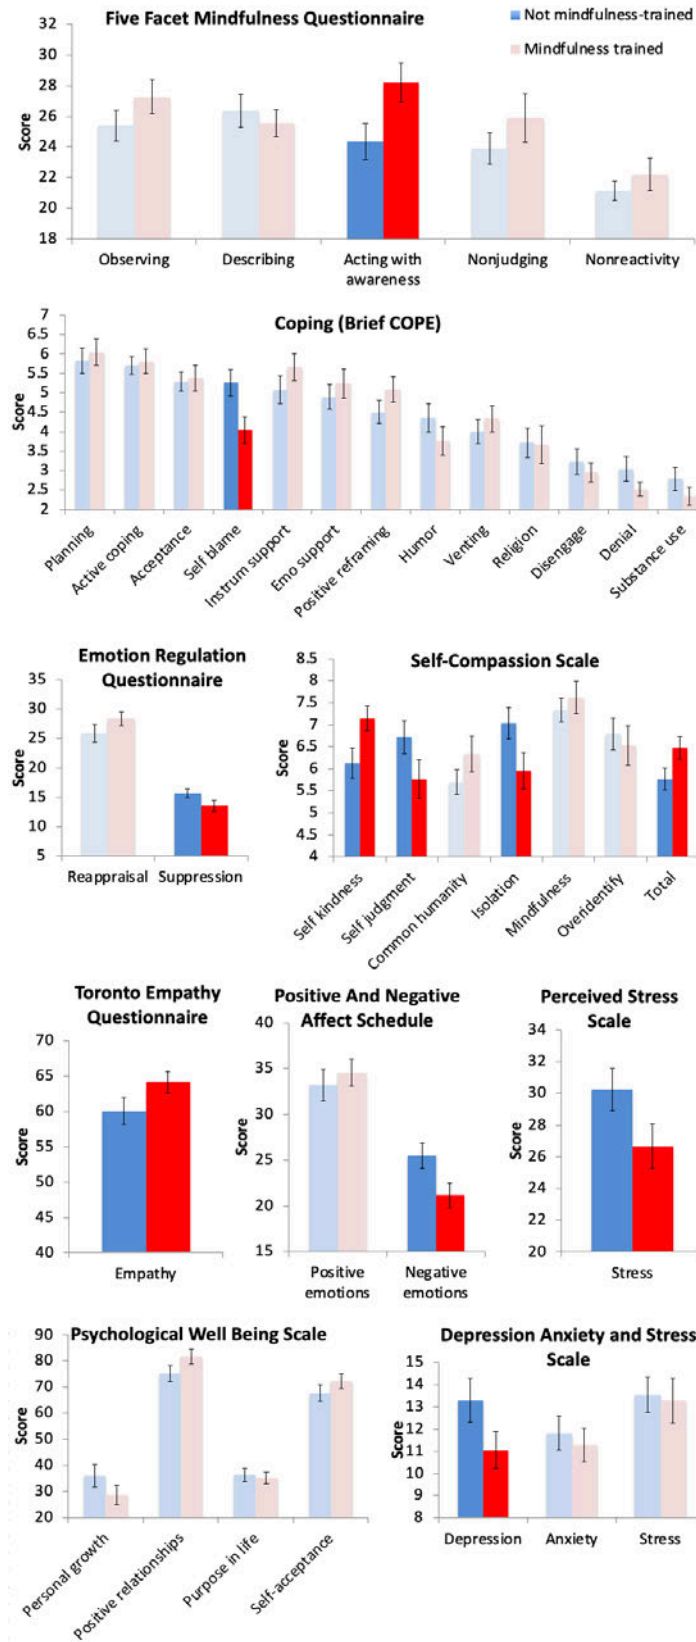 Five Facet Mindfulness Questionnaire
Not mindfulness-trained
Mindfulness trained
Score
32
30
28
26
24
22
20
18
Observing
Describing
Acting with
awareness
Nonjudging
Nonreactivity
Coping (Brief COPE)
Score
6.5
6
5.5
5
4.5
4
3.5
3
2.5
2
Planning
Active coping
Acceptance
Self blame
Instrum support
Emo support
Positive reframing
Humor
Venting
Religion
Disengage
Denial
Substance use
Emotion Regulation
Questionnaire
Score
35
30
25
20
15
10
5
Reappraisal
Suppression
Self-Compassion Scale
Score
8.5
8
7.5
7
6.5
6
5.5
5
4.5
4
Self kindness
Self judgment
Common humanity
Isolation
Mindfulness
Overidentify
Total
Toronto Empathy
Questionnaire
Score
70
65
60
55
50
45
40
Empathy
Positive And Negative
Affect Schedule
Score
40
35
30
25
20
15
Positive
emotions
Negative
emotions
Perceived Stress
Scale
Score
34
32
30
28
26
24
22
20
Stress
Psychological Well Being Scale
Score
90
80
70
60
50
40
30
20
Personal growth
Positive relationships
Purpose in life
Self-acceptance
Depression Anxiety and Stress
Scale
Score
15
14
13
12
11
10
9
8
Depression
Anxiety
Stress